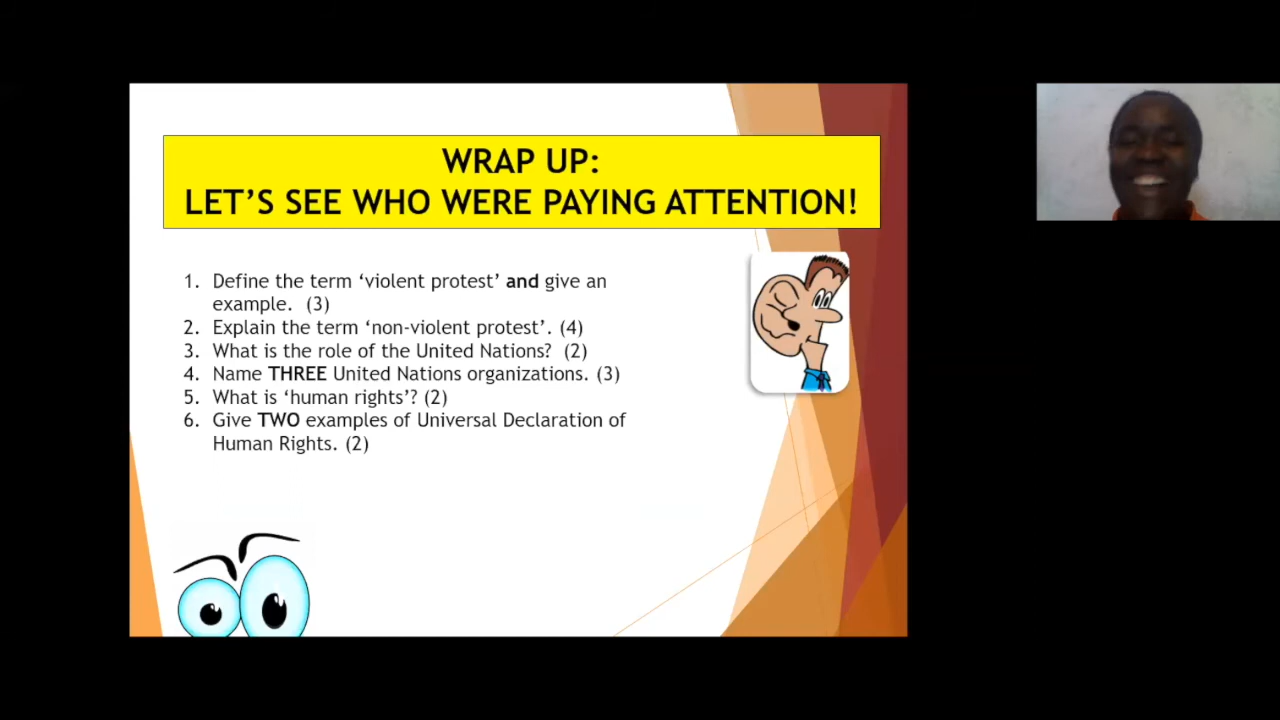 WRAP UP:
LET’S SEE WHO WERE PAYING ATTENTION!
1. Define the term ‘violent protest’ and give an
example. (3)
2. Explain the term ‘non-violent protest’. (4)
3. What is the role of the United Nations? (2)
4. Name THREE United Nations organizations. (3)
5. What is ‘human rights’? (2)
6. Give TWO examples of Universal Declaration of
Human Rights. (2)